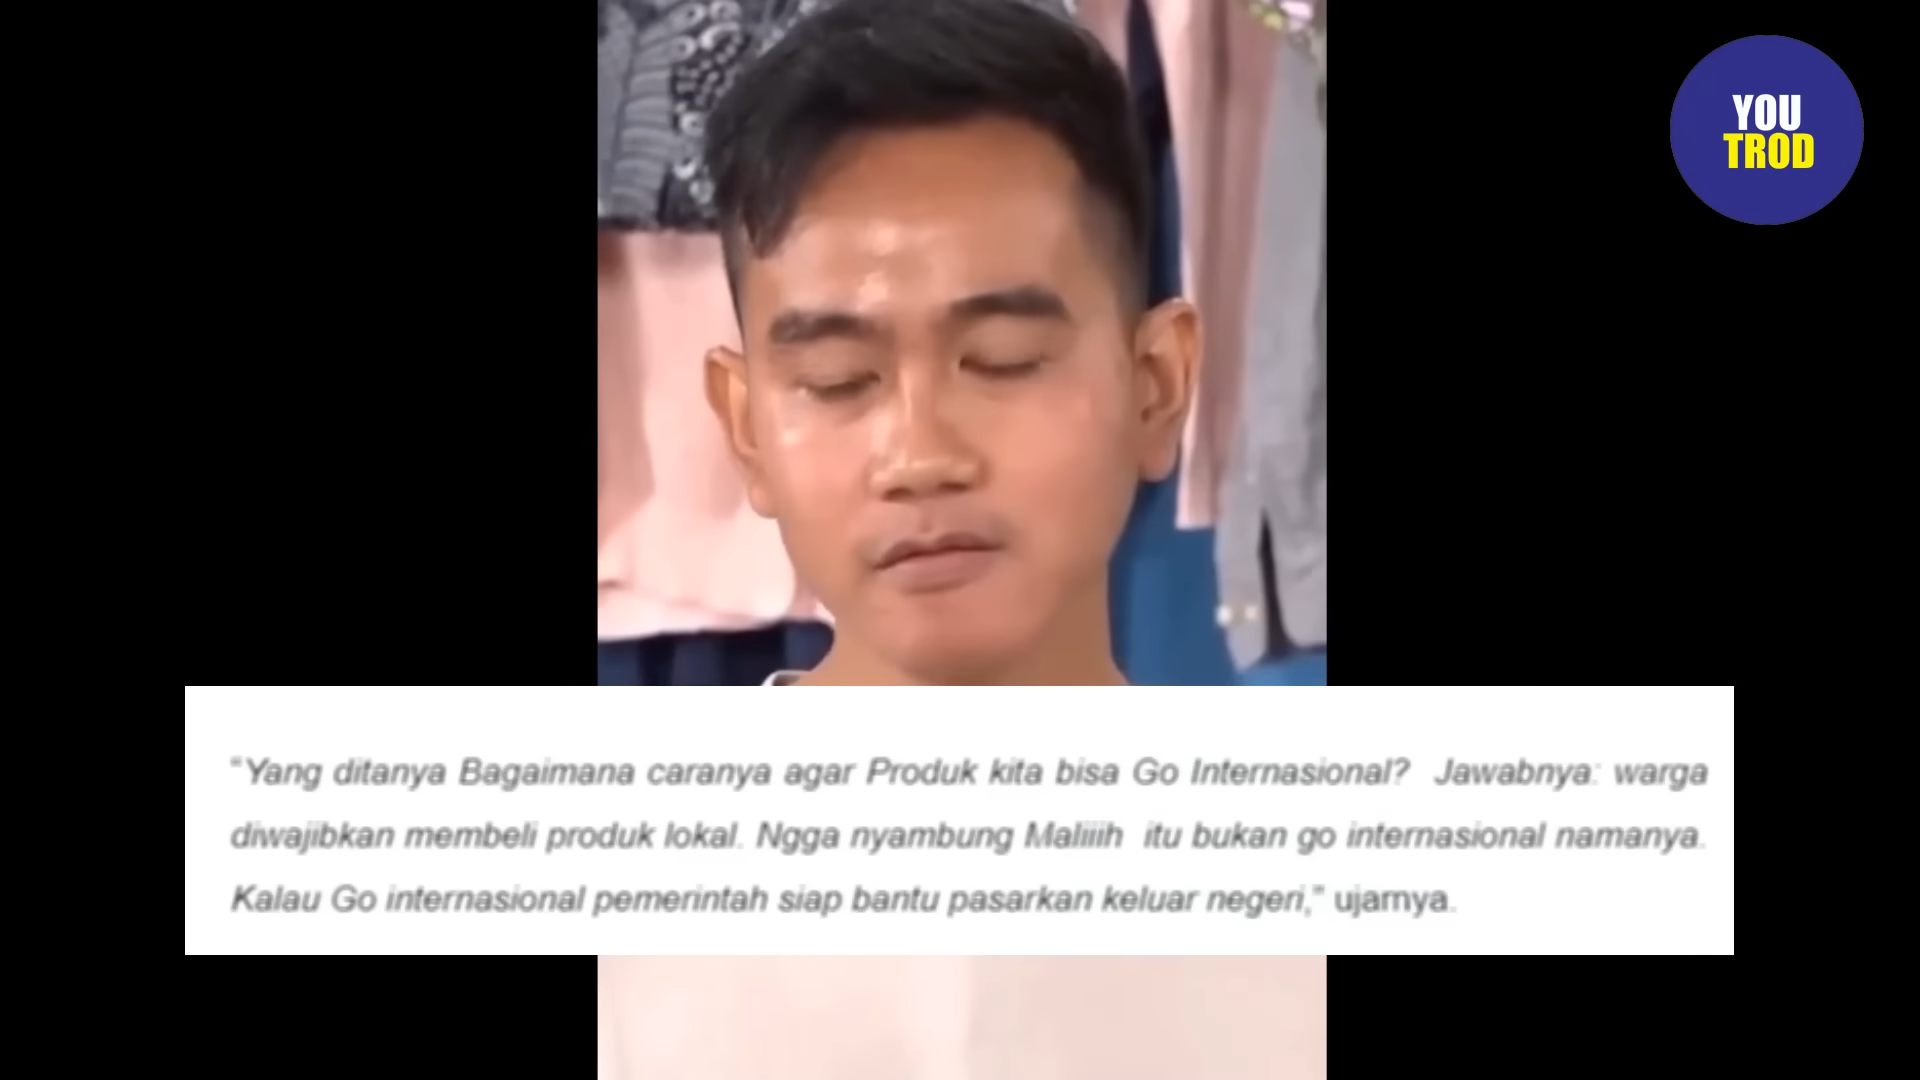 YOU
TROD
"Yang ditanya Bagaimana caranya agar Produk kita bisa Go Internasional? Jawabnya: warga
diwajibkan membeli produk lokal. Ngga nyambung Maliiih itu bukan go internasional namanya.
Kalau Go internasional pemerintah siap bantu pasarkan keluar negeri," ujarnya.